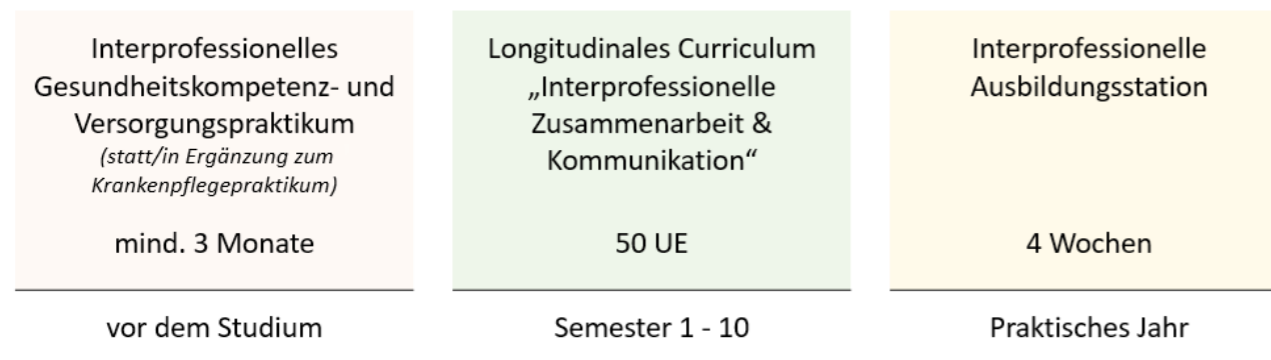 Interprofessionelles
Gesundheitskompetenz- und
Versorgungspraktikum
(statt/in Ergänzung zum
Krankenpflegepraktikum)
mind. 3 Monate
vor dem Studium
Longitudinales Curriculum
„Interprofessionelle
Zusammenarbeit &
Kommunikation“
50 UE
Semester 1 - 10
Interprofessionelle
Ausbildungsstation
4 Wochen
Praktisches Jahr